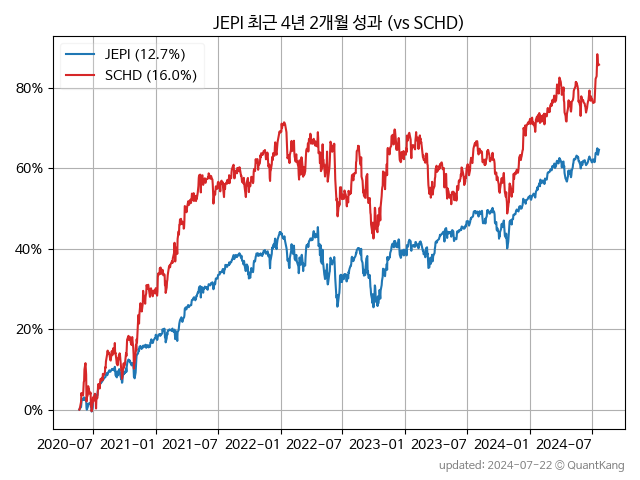 JEPI 최근 4년 2개월 성과 (vs SCHD)
JEPI (12.7%)
SCHD (16.0%)
80%
60%
40%
20%
0%
2020-07 2021-01 2021-07 2022-01 2022-07 2023-01 2023-07 2024-01 2024-07
updated: 2024-07-22 © QuantKang